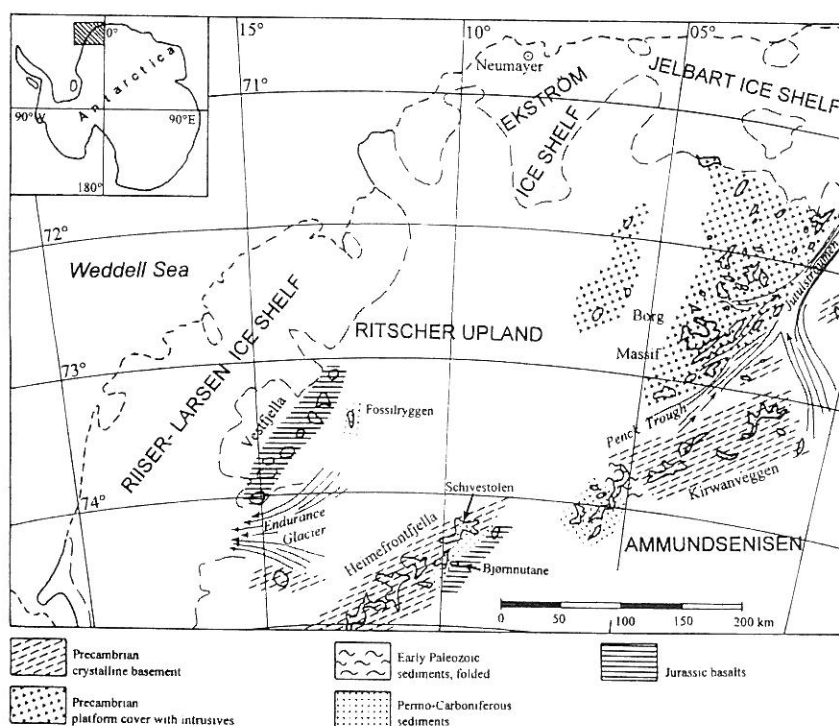 0°
Antarctica
90°W
90°E
180°
15°
10°
05°
71°
Neumayer
JELBART ICE SHELF
EKSTRÖM
ICE SHELF
72°
Weddell Sea
Jutulstraumen
Borg
Massif
RITSCHER UPLAND
RIISER-LARSEN ICE SHELF
73°
Vestfjella
Fossilryggen
Penck Trough
Kirwanveggen
74°
Schivestolen
Endurance
Glacier
Heimefrontfjella
AMMUNDSENISEN
Bjørnnutane
0 50 100 150 200 km
Precambrian
crystalline basement
Early Paleozoic
sediments, folded
Jurassic basalts
Precambrian
platform cover with intrusives
Permo-Carboniferous
sediments